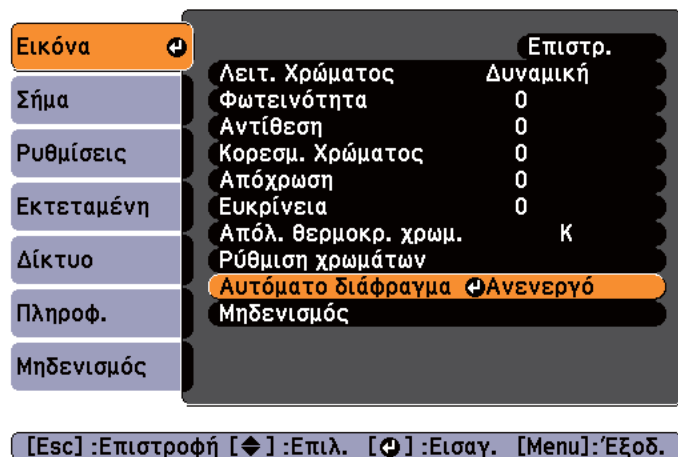 Εικόνα
Σήμα
Ρυθμίσεις
Εκτεταμένη
Δίκτυο
Πληροφ.
Μηδενισμός
Επιστρ.
Λειτ. Χρώματος Δυναμική
Φωτεινότητα 0
Αντίθεση 0
Κορεσμ. Χρώματος 0
Απόχρωση 0
Ευκρίνεια 0
Απόλ. θερμοκρ. χρωμ. K
Ρύθμιση χρωμάτων
Αυτόματο διάφραγμα Ανενεργό
Μηδενισμός
[Esc] :Επιστροφή [◆] :Επιλ. [⏎] :Εισαγ. [Menu]:Έξοδ.